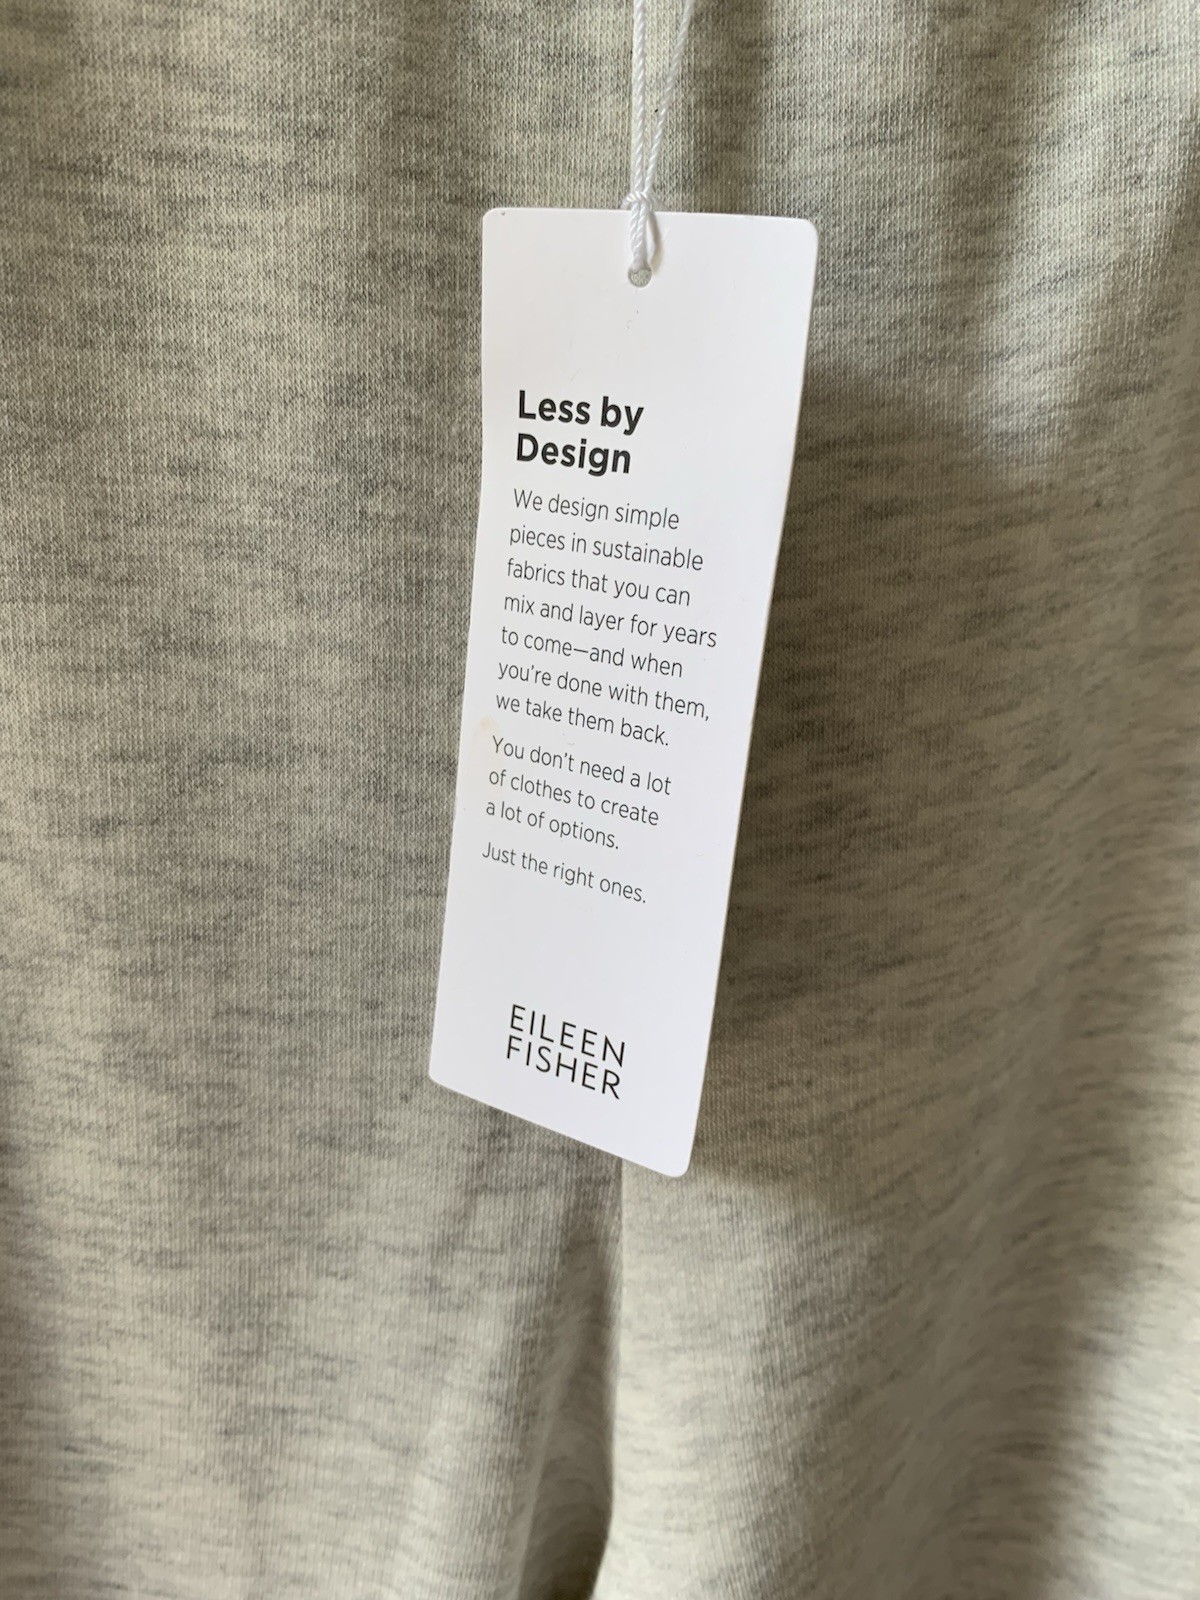 Less by
Design
We design simple
pieces in sustainable
fabrics that you can
mix and layer for years
to come—and when
you're done with them,
we take them back.
You don't need a lot
of clothes to create
a lot of options.
Just the right ones.
EILEEN
FISHER